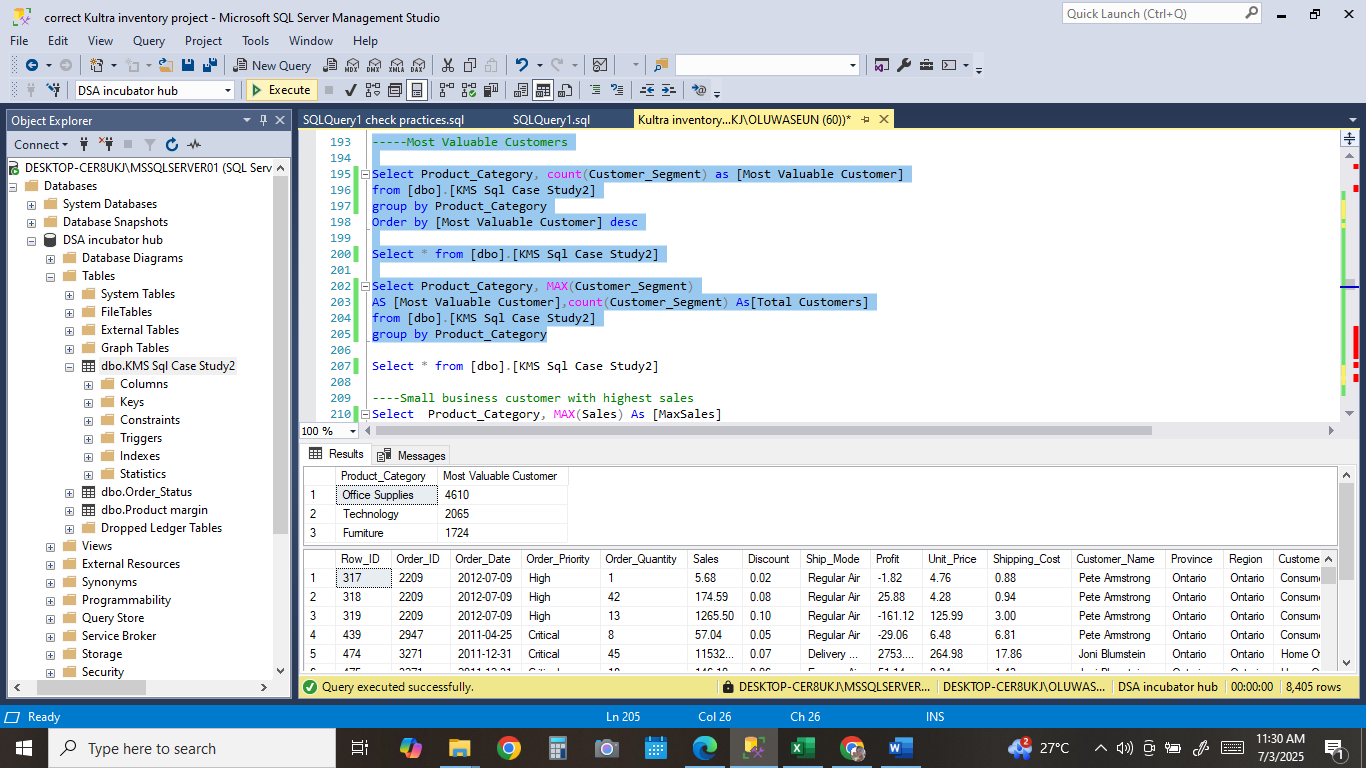 correct Kultra inventory project - Microsoft SQL Server Management Studio
Quick Launch (Ctrl+Q)
File Edit View Query Project Tools Window Help
New Query MDX DMX XMLA DAX
DSA incubator hub Execute
Object Explorer
SQLQuery1 check practices.sql SQLQuery1.sql Kultra inventory...KJ\OLUWASEUN (60))*
Connect
DESKTOP-CER8UKJ\MSSQLSERVER01 (SQL Serv
Databases
System Databases
Database Snapshots
DSA incubator hub
Database Diagrams
Tables
System Tables
FileTables
External Tables
Graph Tables
dbo.KMS Sql Case Study2
Columns
Keys
Constraints
Triggers
Indexes
Statistics
dbo.Order_Status
dbo.Product margin
Dropped Ledger Tables
Views
External Resources
Synonyms
Programmability
Query Store
Service Broker
Storage
Security
193 -----Most Valuable Customers
194
195 Select Product_Category, count(Customer_Segment) as [Most Valuable Customer]
196 from [dbo].[KMS Sql Case Study2]
197 group by Product_Category
198 Order by [Most Valuable Customer] desc
199
200 Select * from [dbo].[KMS Sql Case Study2]
201
202 Select Product_Category, MAX(Customer_Segment)
203 AS [Most Valuable Customer],count(Customer_Segment) As[Total Customers]
204 from [dbo].[KMS Sql Case Study2]
205 group by Product_Category
206
207 Select * from [dbo].[KMS Sql Case Study2]
208
209 ----Small business customer with highest sales
210 Select  Product_Category, MAX(Sales) As [MaxSales]
100 %
Results Messages
Product_Category Most Valuable Customer
1 Office Supplies 4610
2 Technology 2065
3 Furniture 1724
Row_ID Order_ID Order_Date Order_Priority Order_Quantity Sales Discount Ship_Mode Profit Unit_Price Shipping_Cost Customer_Name Province Region Custome
1 317 2209 2012-07-09 High 1 5.68 0.02 Regular Air -1.82 4.76 0.88 Pete Armstrong Ontario Ontario Consum
2 318 2209 2012-07-09 High 42 174.59 0.08 Regular Air 25.88 4.28 0.94 Pete Armstrong Ontario Ontario Consum
3 319 2209 2012-07-09 High 13 1265.50 0.10 Regular Air -161.12 125.99 3.00 Pete Armstrong Ontario Ontario Consum
4 439 2947 2011-04-25 Critical 8 57.04 0.05 Regular Air -29.06 6.48 6.81 Pete Armstrong Ontario Ontario Consum
5 474 3271 2011-12-31 Critical 45 11532... 0.07 Delivery ... 2753.... 264.98 17.86 Joni Blumstein Ontario Ontario Home O
Query executed successfully. DESKTOP-CER8UKJ\MSSQLSERVER... DESKTOP-CER8UKJ\OLUWAS... DSA incubator hub 00:00:00 8,405 rows
Ready Ln 205 Col 26 Ch 26 INS
Type here to search 2 27°C 11:30 AM
7/3/2025 1